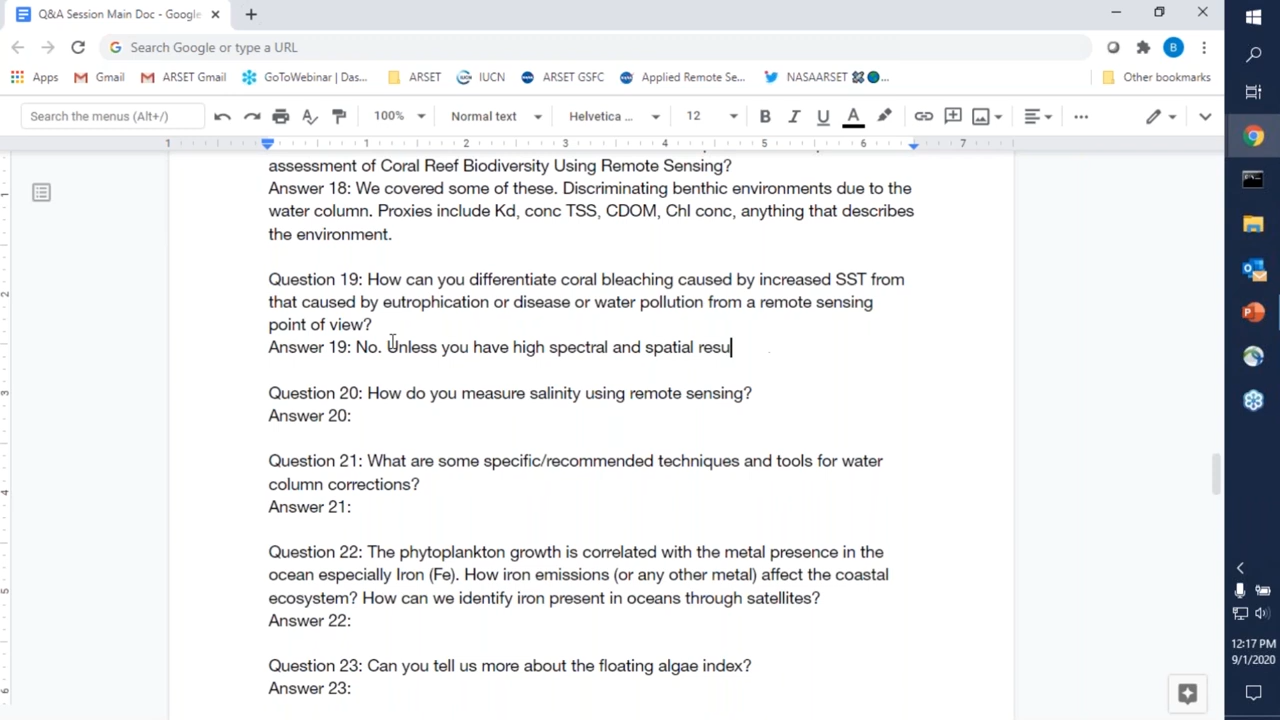 Q&A Session Main Doc - Google
Search Google or type a URL
Apps Gmail ARSET Gmail GoToWebinar | Das... ARSET IUCN ARSET GSFC Applied Remote Se... NASAARSET ... Other bookmarks
Search the menus (Alt+/) 100% Normal text Helvetica ... 12 B I U A
1 1 2 3 4 5 6 7
assessment of Coral Reef Biodiversity Using Remote Sensing?
Answer 18: We covered some of these. Discriminating benthic environments due to the
water column. Proxies include Kd, conc TSS, CDOM, Chl conc, anything that describes
the environment.
Question 19: How can you differentiate coral bleaching caused by increased SST from
that caused by eutrophication or disease or water pollution from a remote sensing
point of view?
Answer 19: No. Unless you have high spectral and spatial resu
Question 20: How do you measure salinity using remote sensing?
Answer 20:
Question 21: What are some specific/recommended techniques and tools for water
column corrections?
Answer 21:
Question 22: The phytoplankton growth is correlated with the metal presence in the
ocean especially Iron (Fe). How iron emissions (or any other metal) affect the coastal
ecosystem? How can we identify iron present in oceans through satellites?
Answer 22:
Question 23: Can you tell us more about the floating algae index?
Answer 23:
12:17 PM
9/1/2020